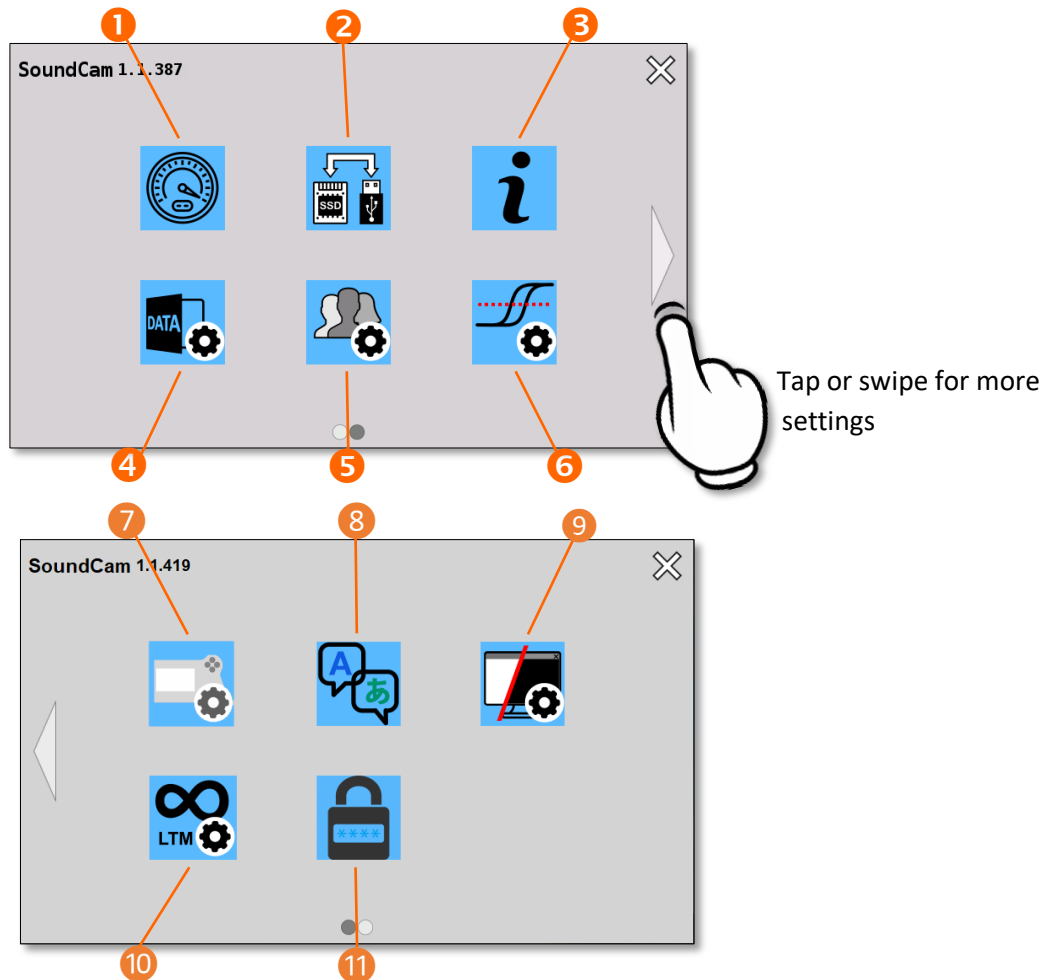 1 2 3
SoundCam 1.1.387
SSD
DATA
Tap or swipe for more
settings
4 5 6
7 8 9
SoundCam 1.1.419
A
あ
LTM
****
10 11